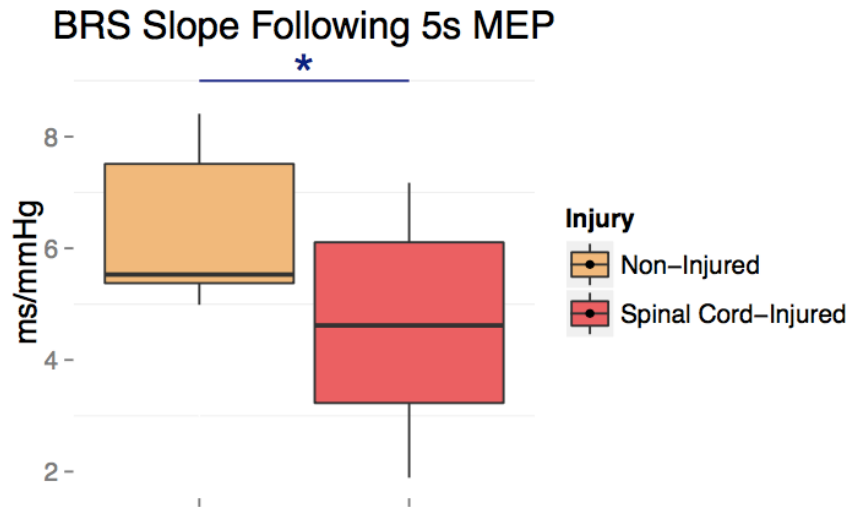 BRS Slope Following 5s MEP
*
8
6
4
2
ms/mmHg
Injury
Non−Injured
Spinal Cord−Injured